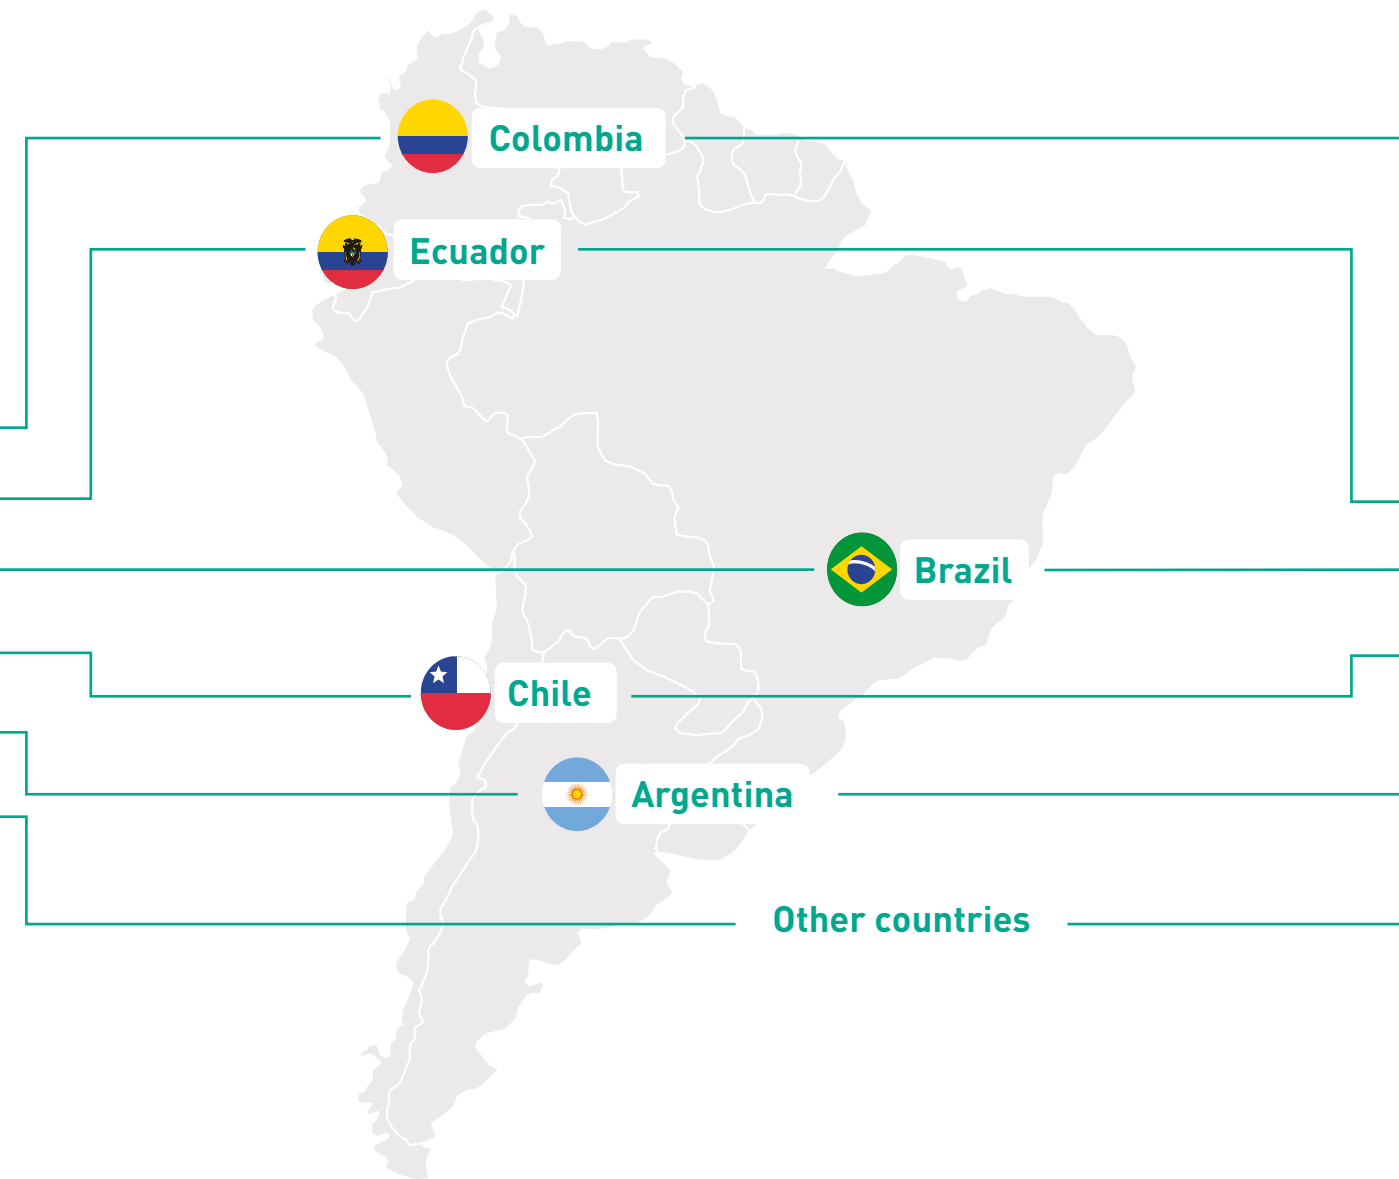 Colombia
Ecuador
Brazil
Chile
Argentina
Other countries